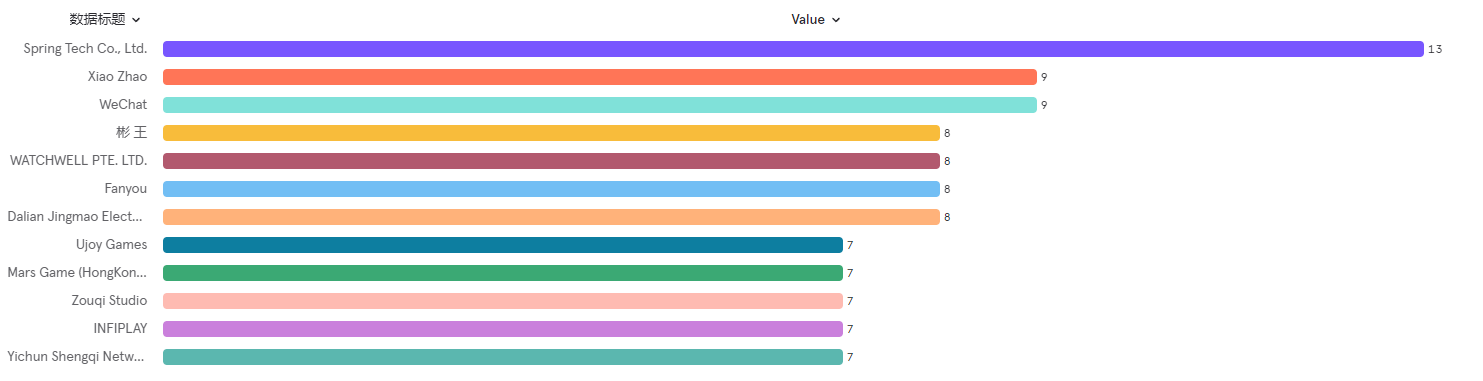 数据标题 Value
Spring Tech Co., Ltd. 13
Xiao Zhao 9
WeChat 9
彬 王 8
WATCHWELL PTE. LTD. 8
Fanyou 8
Dalian Jingmao Elect... 8
Ujoy Games 7
Mars Game (HongKon... 7
Zouqi Studio 7
INFIPLAY 7
Yichun Shengqi Netw... 7